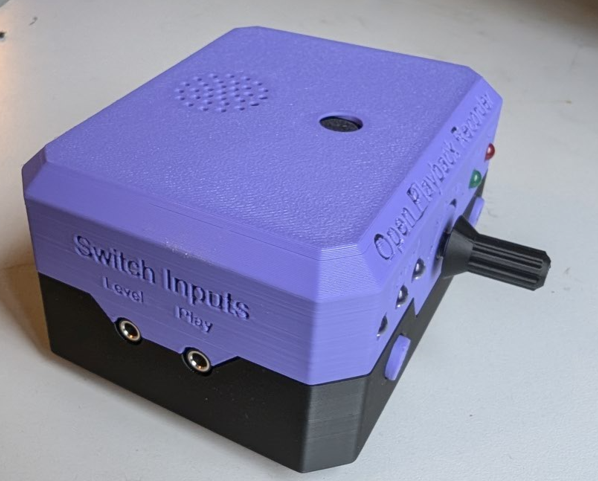 Open Playback Recorder
Switch Inputs
Level Play